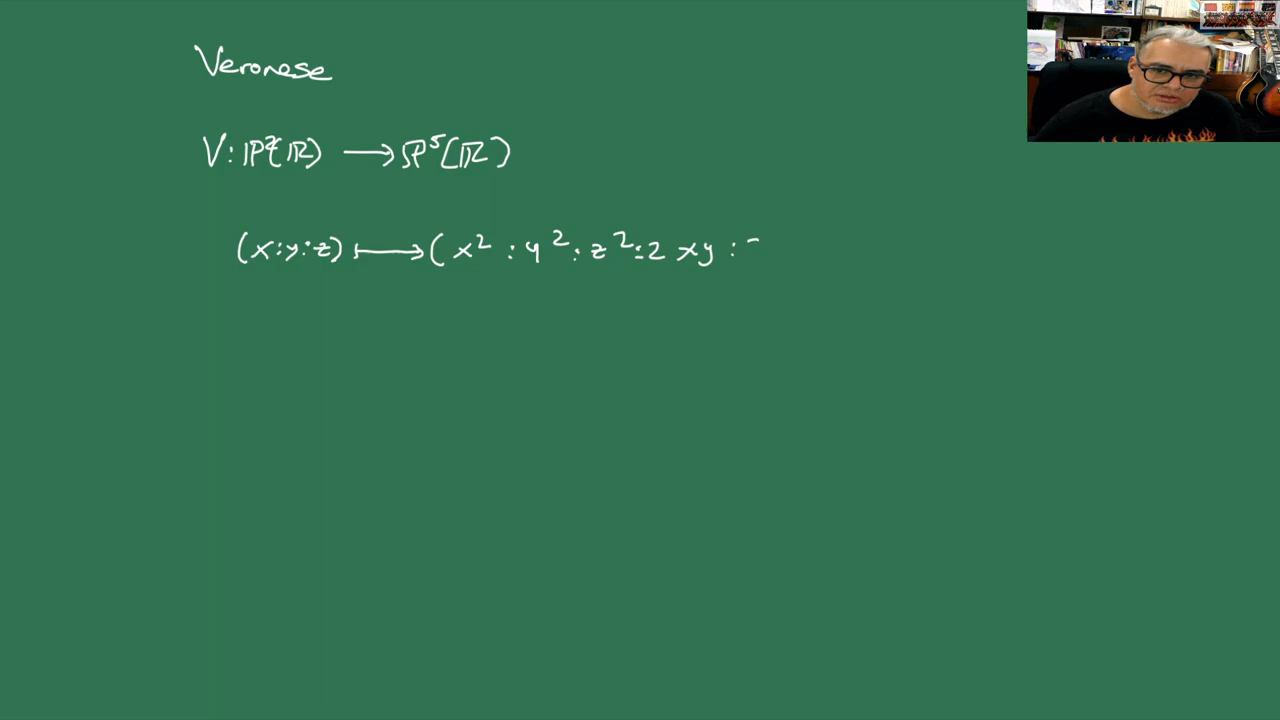 Veronese
V: ℙ²(ℝ) ⟶ ℙ⁵(ℝ)
(x:y:z) ⟼ (x² : y² : z² : 2xy :